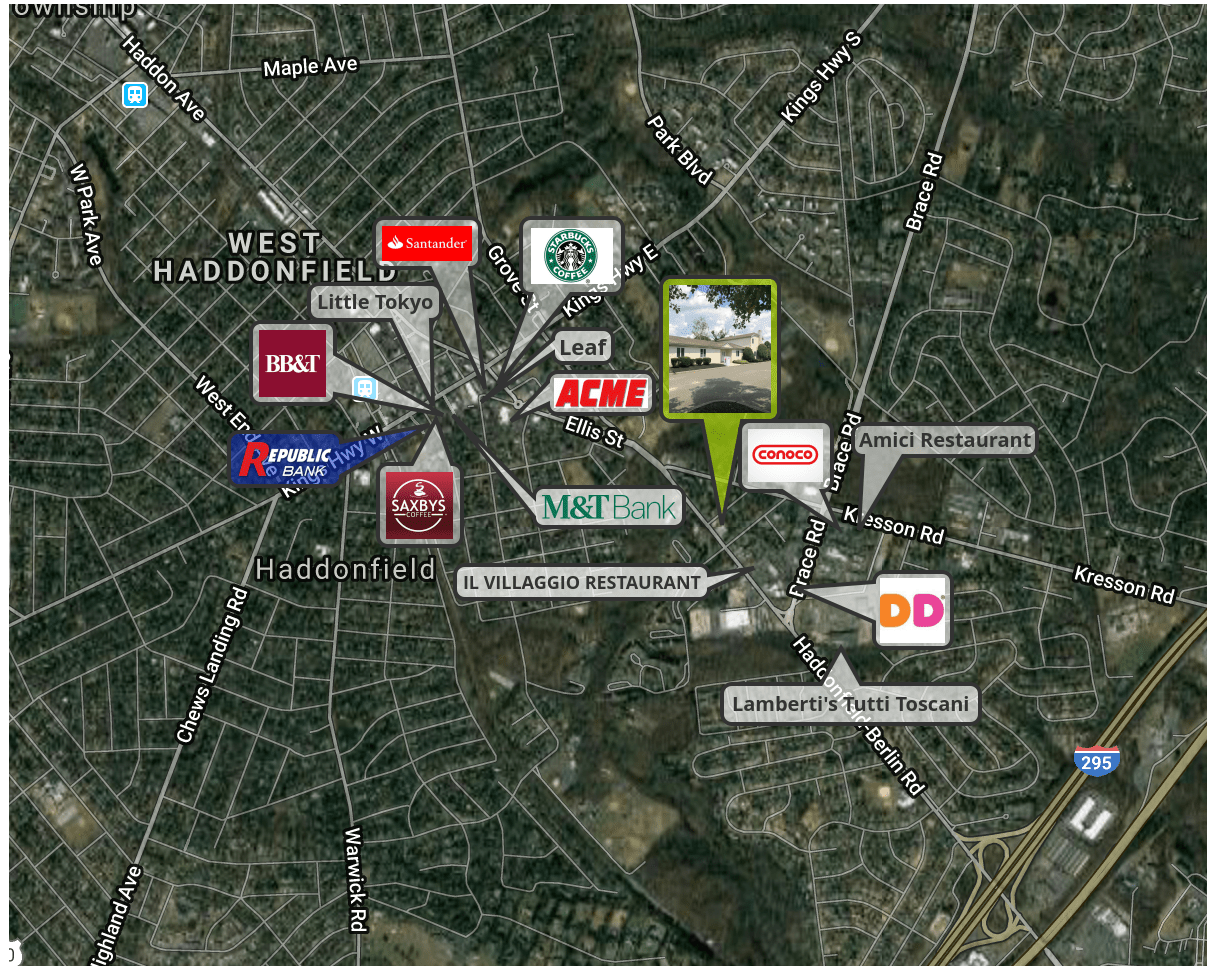 ownship
Haddon Ave
Maple Ave
Kings Hwy S
Park Blvd
Brace Rd
W Park Ave
WEST
HADDONFIELD
Santander
STARBUCKS
COFFEE
Grove St
Kings Hwy E
Little Tokyo
BB&T
Leaf
ACME
West End
Ellis St
Brace Rd
conoco
Amici Restaurant
REPUBLIC
BANK
Kings Hwy W
SAXBYS
COFFEE
M&T Bank
Kresson Rd
Brace Rd
Haddonfield
IL VILLAGGIO RESTAURANT
Kresson Rd
DD
Chews Landing Rd
Haddonfield-Berlin Rd
Lamberti's Tutti Toscani
295
Warwick Rd
ighland Ave
0